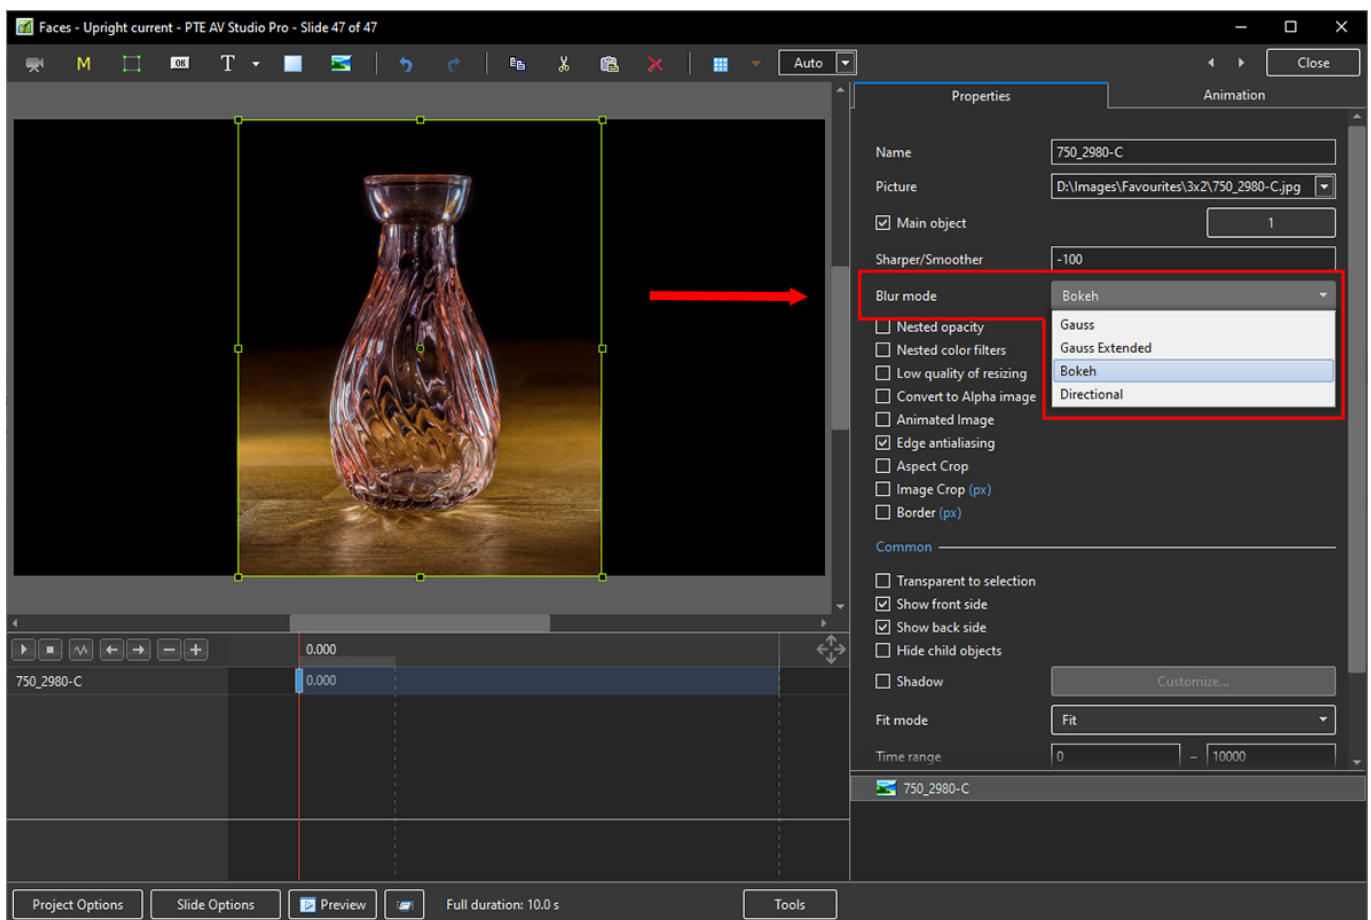 Faces - Upright current - PTE AV Studio Pro - Slide 47 of 47
M OK T Auto Close
Properties Animation
Name 750_2980-C
Picture D:\Images\Favourites\3x2\750_2980-C.jpg
Main object 1
Sharper/Smoother -100
Blur mode Bokeh
Gauss
Nested opacity
Gauss Extended
Nested color filters
Bokeh
Low quality of resizing
Directional
Convert to Alpha image
Animated Image
Edge antialiasing
Aspect Crop
Image Crop (px)
Border (px)
Common
Transparent to selection
Show front side
Show back side
Hide child objects
Shadow Customize...
Fit mode Fit
Time range 0 – 10000
750_2980-C
0.000
750_2980-C 0.000
Project Options Slide Options Preview Full duration: 10.0 s Tools